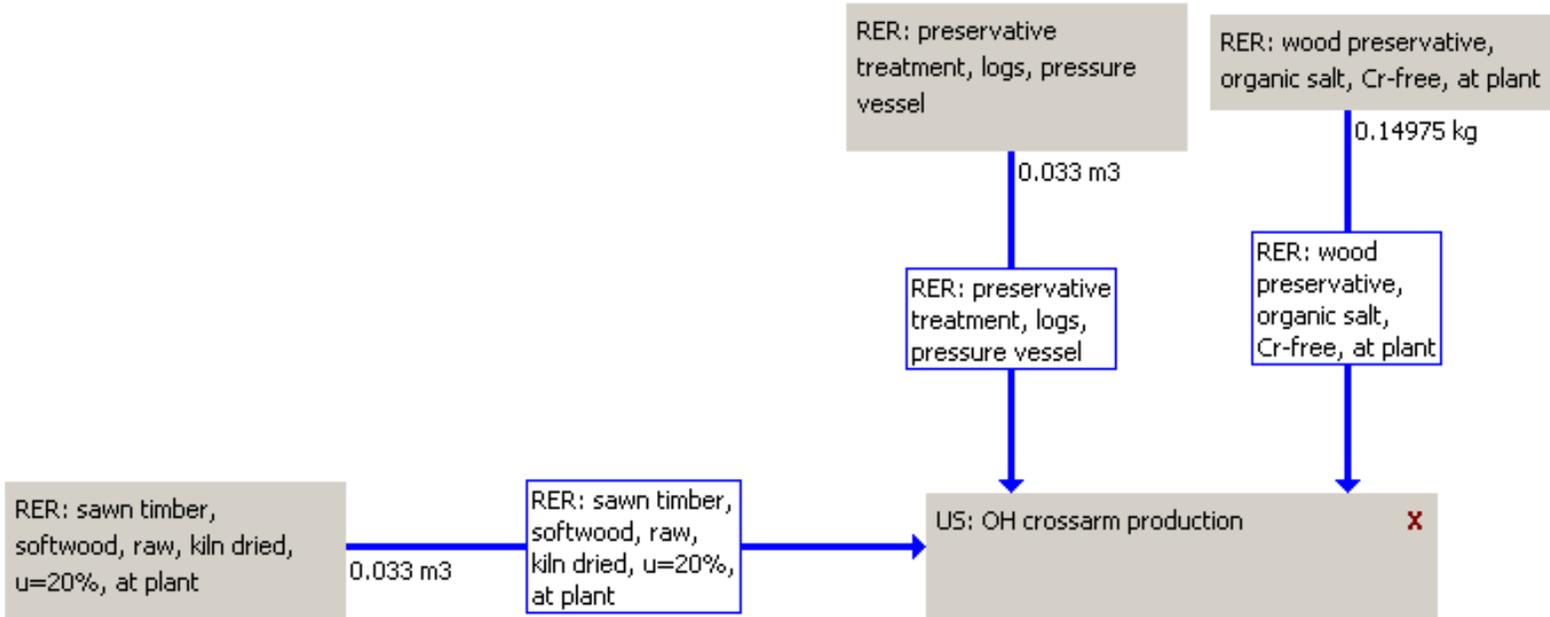 RER: preservative
treatment, logs, pressure
vessel
RER: wood preservative,
organic salt, Cr-free, at plant
0.033 m3
0.14975 kg
RER: preservative
treatment, logs,
pressure vessel
RER: wood
preservative,
organic salt,
Cr-free, at plant
RER: sawn timber,
softwood, raw, kiln dried,
u=20%, at plant
0.033 m3
RER: sawn timber,
softwood, raw,
kiln dried, u=20%,
at plant
US: OH crossarm production
X